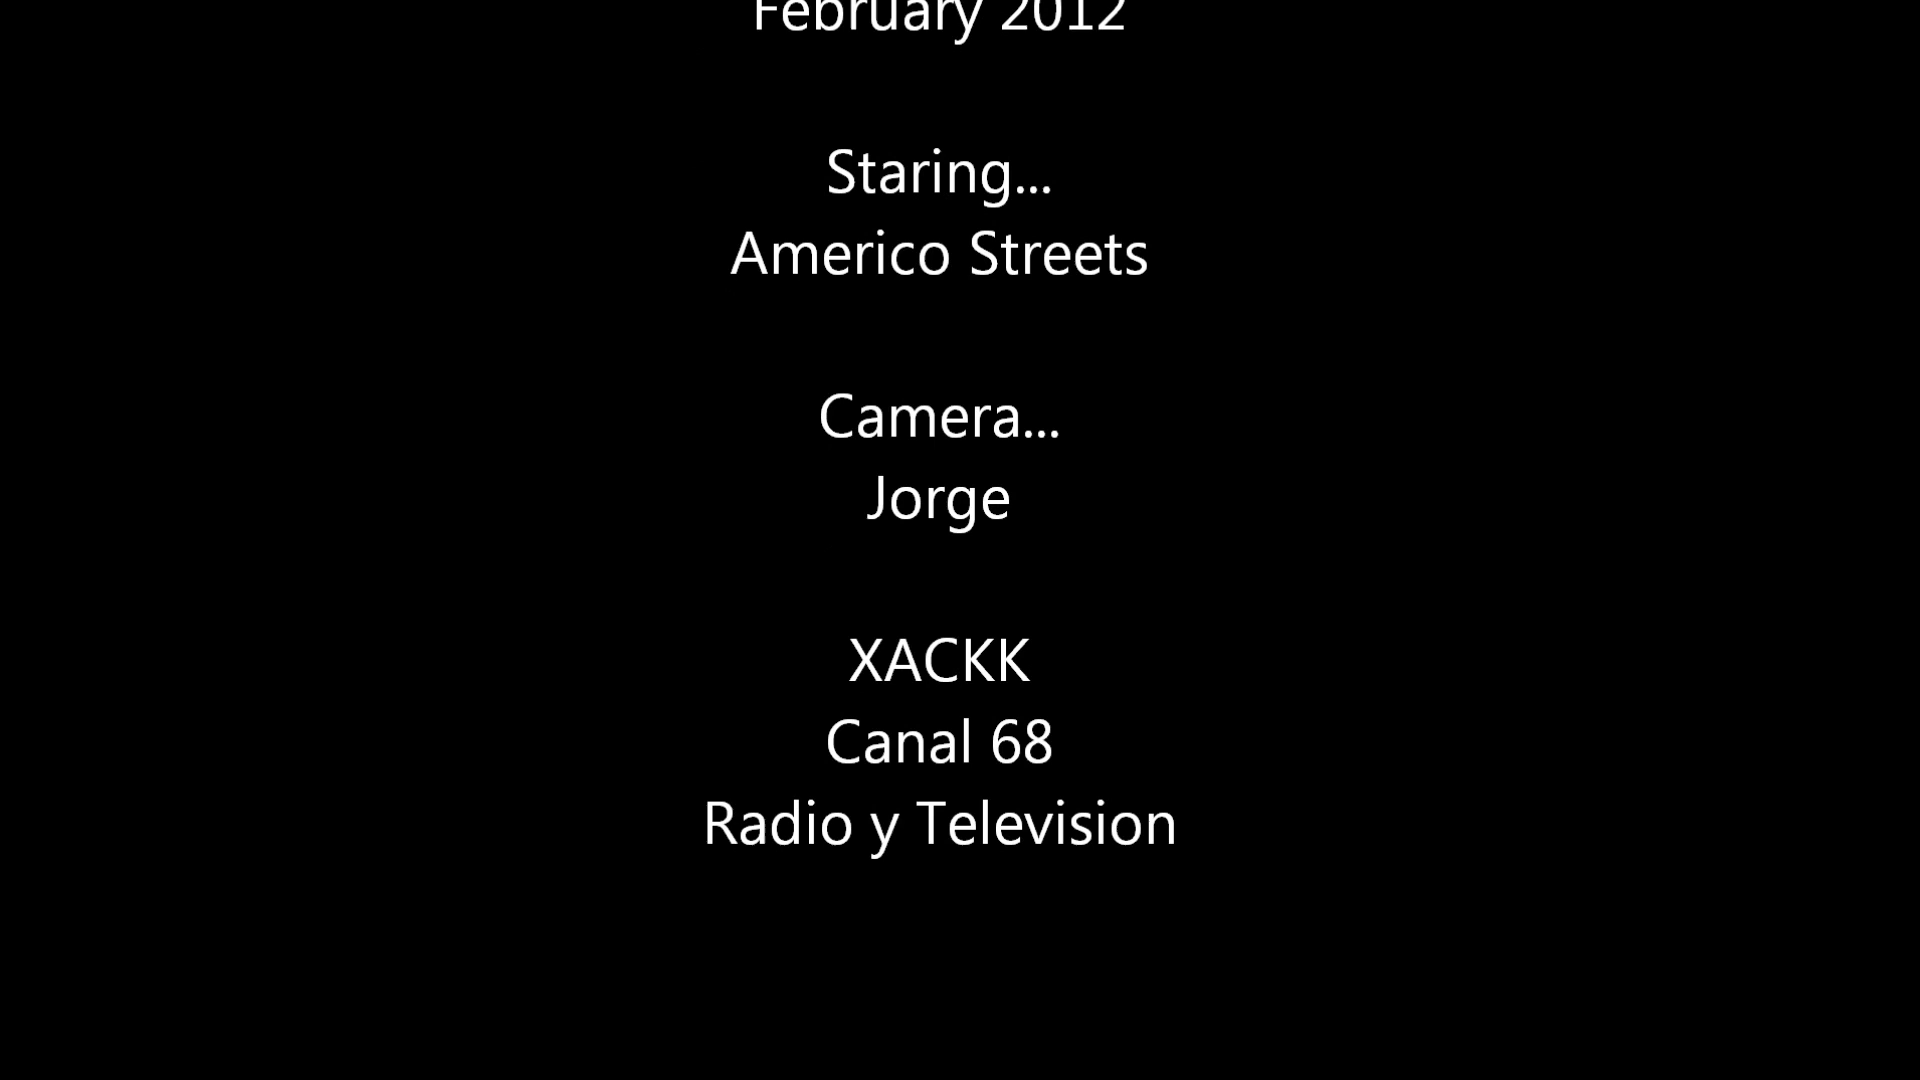 February 2012
Staring...
Americo Streets
Camera...
Jorge
XACKK
Canal 68
Radio y Television